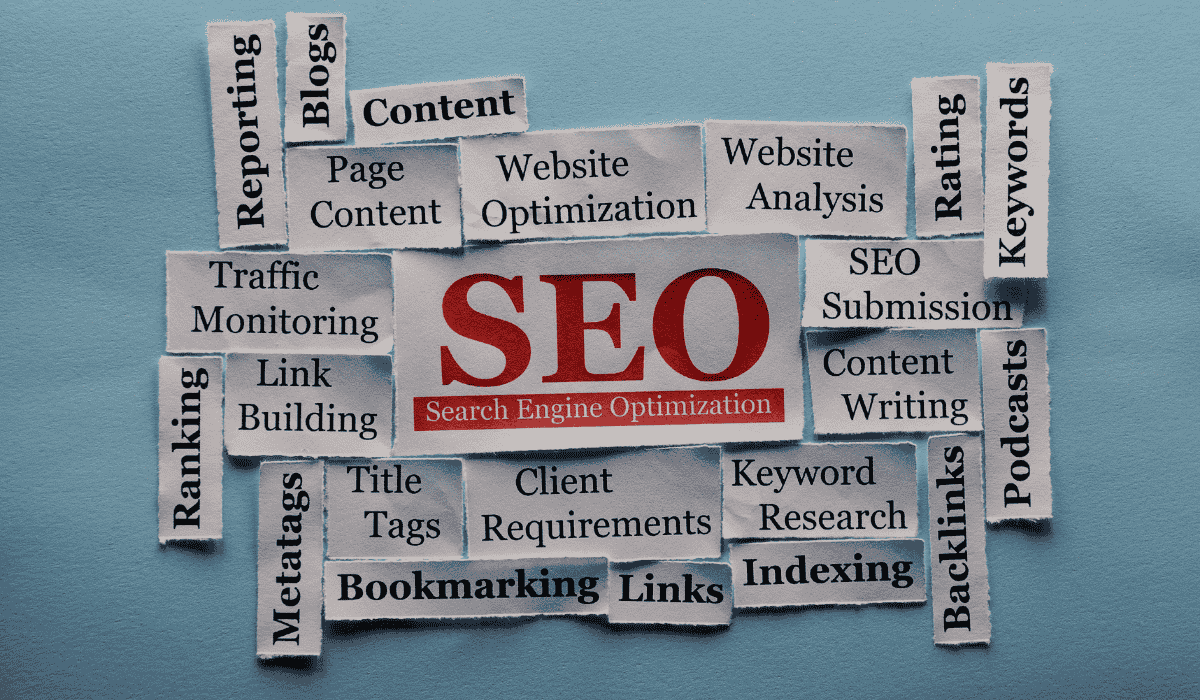 Reporting
Blogs
Content
Page
Content
Website
Optimization
Website
Analysis
Rating
Keywords
Traffic
Monitoring
SEO
Search Engine Optimization
SEO
Submission
Ranking
Link
Building
Content
Writing
Podcasts
Metatags
Title
Tags
Client
Requirements
Keyword
Research
Backlinks
Bookmarking
Links
Indexing